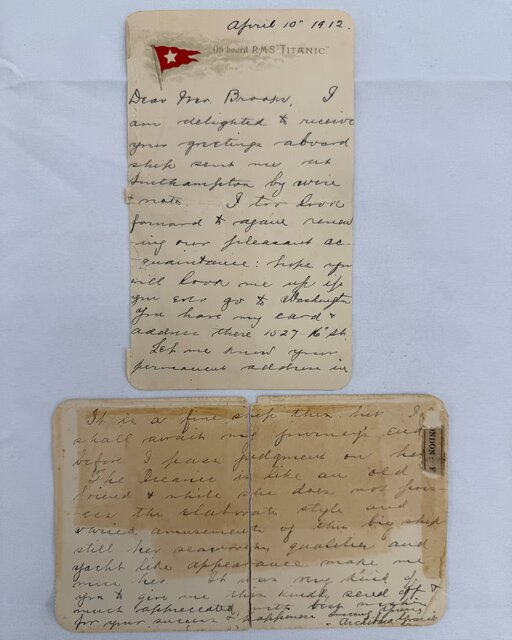 April 10th 1912.
On board R.M.S. "TITANIC"
Dear Mr. I
am delighted to receive
your greetings aboard
ship sent me at
Southampton by wire
& note. I too look
forward to again renew
ing our pleasant ac-
quaintance: hope you
will look me up if
you ever go to Washington
You have my card &
address there 1527-16th St.
Let me know your
permanent address in
It is a fine ship this but I
shall await my journey's end
before I pass judgment on her
The Oceanic is like an old
friend & while she does not poss-
ess the elaborate style and
varied amusements of this big ship
still her seaworthy qualities and
yacht like appearance make me
miss her. It was very kind of
you to give me this kindly send off &
much appreciated with best wishes
for your success & happiness
Archibald Gracie